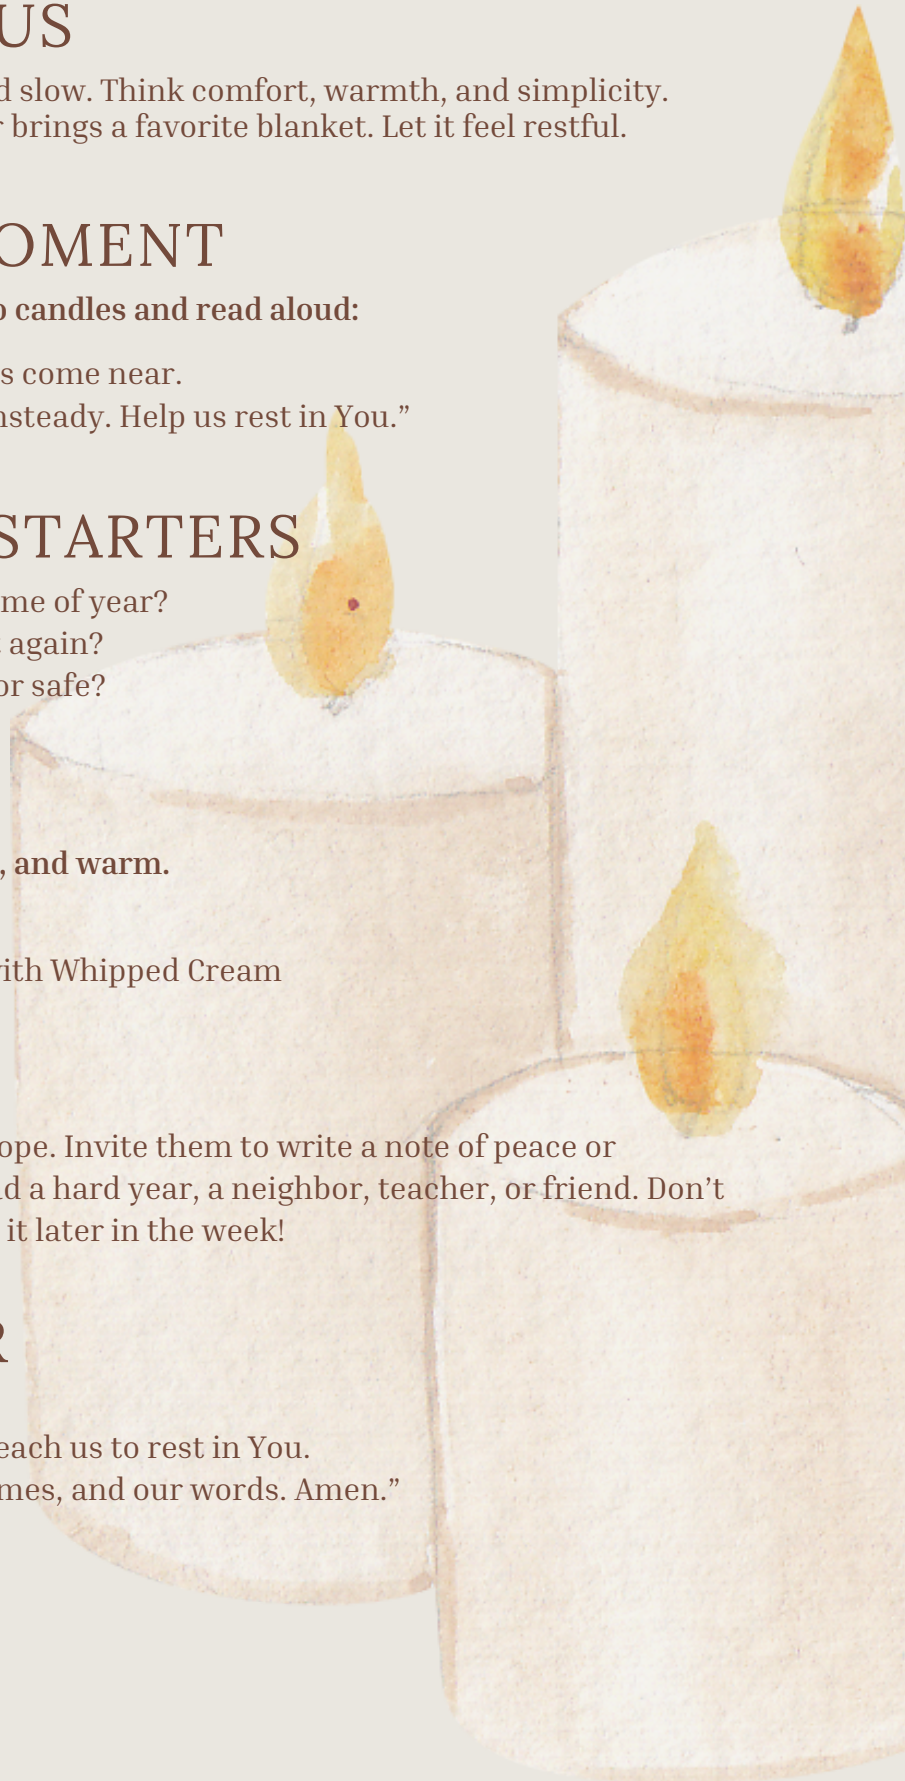 US
d slow. Think comfort, warmth, and simplicity.
r brings a favorite blanket. Let it feel restful.
OMENT
o candles and read aloud:
s come near.
nsteady. Help us rest in You.”
STARTERS
me of year?
t again?
or safe?
, and warm.
with Whipped Cream
ope. Invite them to write a note of peace or
d a hard year, a neighbor, teacher, or friend. Don’t
it later in the week!
R
each us to rest in You.
mes, and our words. Amen.”